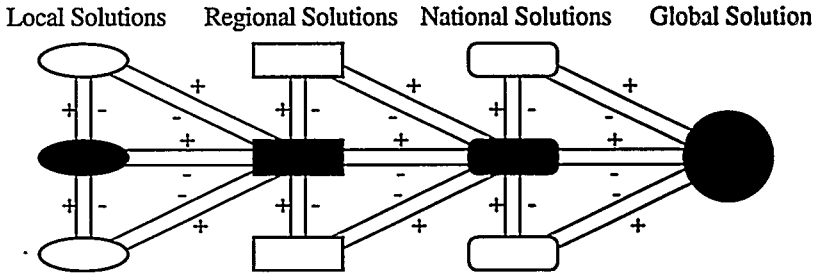 Local Solutions Regional Solutions National Solutions Global Solution
+ + +
+ - - + - - + - -
+ + +
- - -
+ - - + - - + - -
+ + +